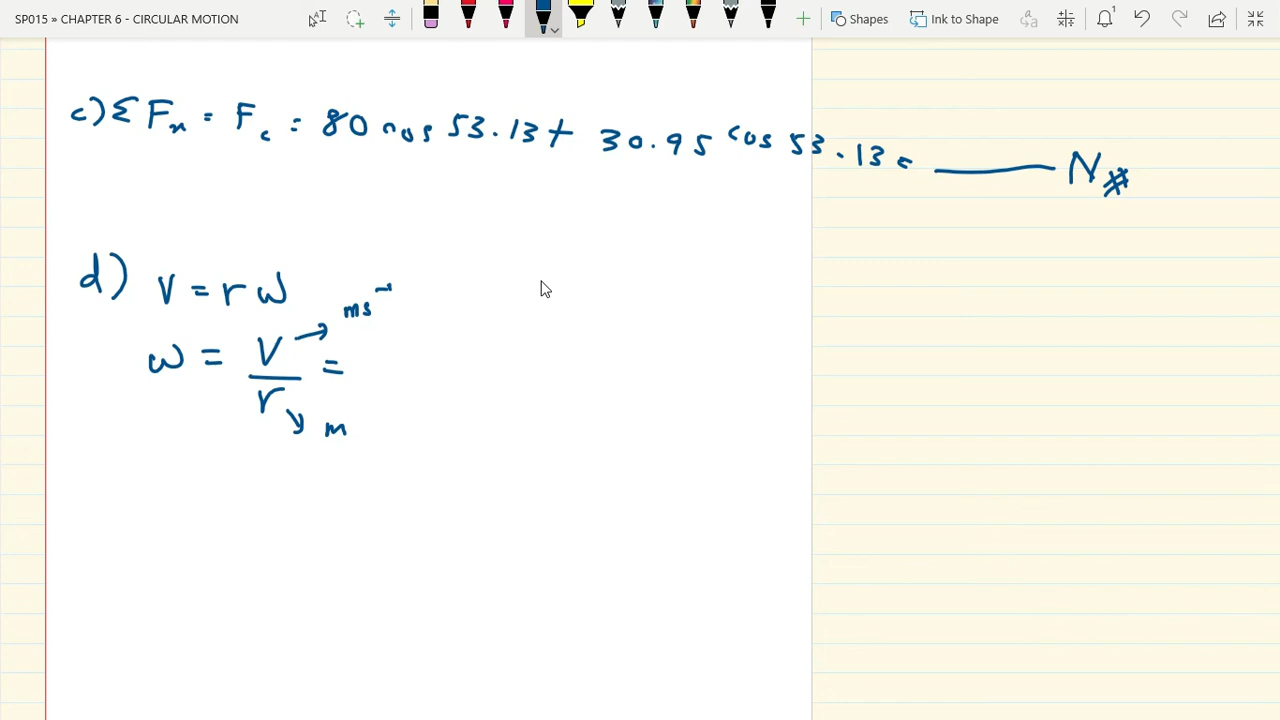 SP015 » CHAPTER 6 - CIRCULAR MOTION
Shapes
Ink to Shape
c) ΣFₓ = F꜀ = 80 cos 53.13 + 30.95 cos 53.13 = ______ N #
d) v = rω
ω = v/r =
ms⁻¹
m